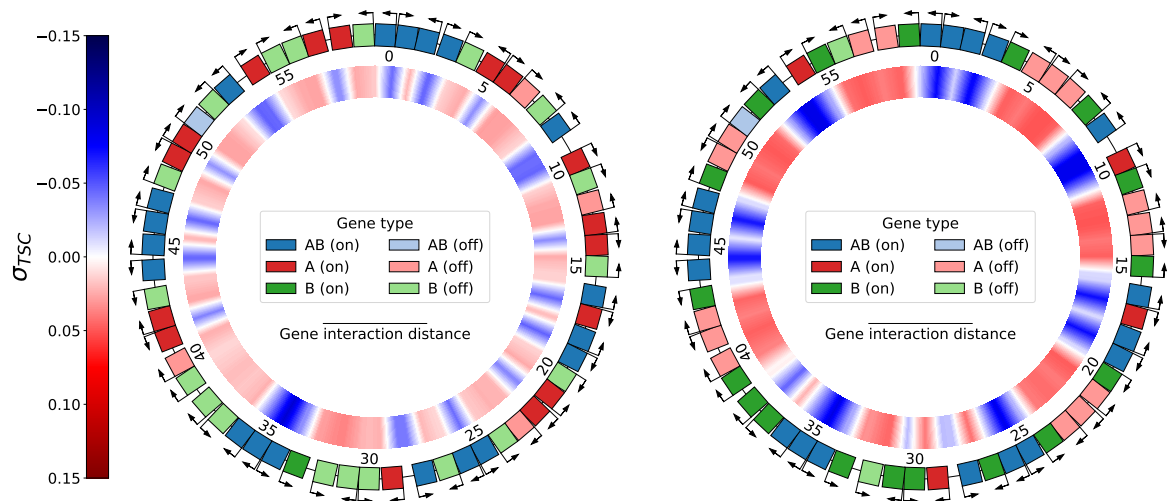 −0.15
−0.10
−0.05
0.00
0.05
0.10
0.15
σTSC
0
5
10
15
20
25
30
35
40
45
50
55
Gene type
AB (on)
AB (off)
A (on)
A (off)
B (on)
B (off)
Gene interaction distance
0
5
10
15
20
25
30
35
40
45
50
55
Gene type
AB (on)
AB (off)
A (on)
A (off)
B (on)
B (off)
Gene interaction distance